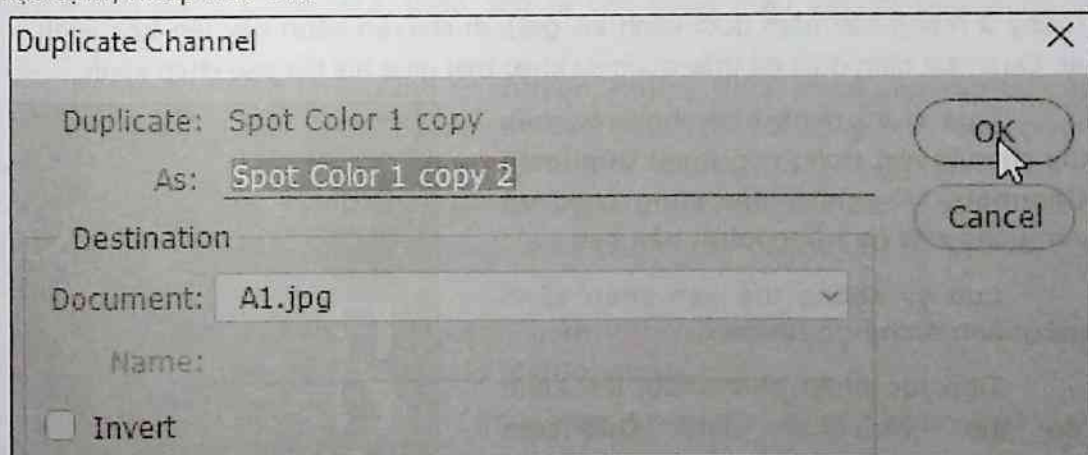 Duplicate Channel
Duplicate: Spot Color 1 copy
OK
As: Spot Color 1 copy 2
Cancel
Destination
Document: A1.jpg
Name:
Invert